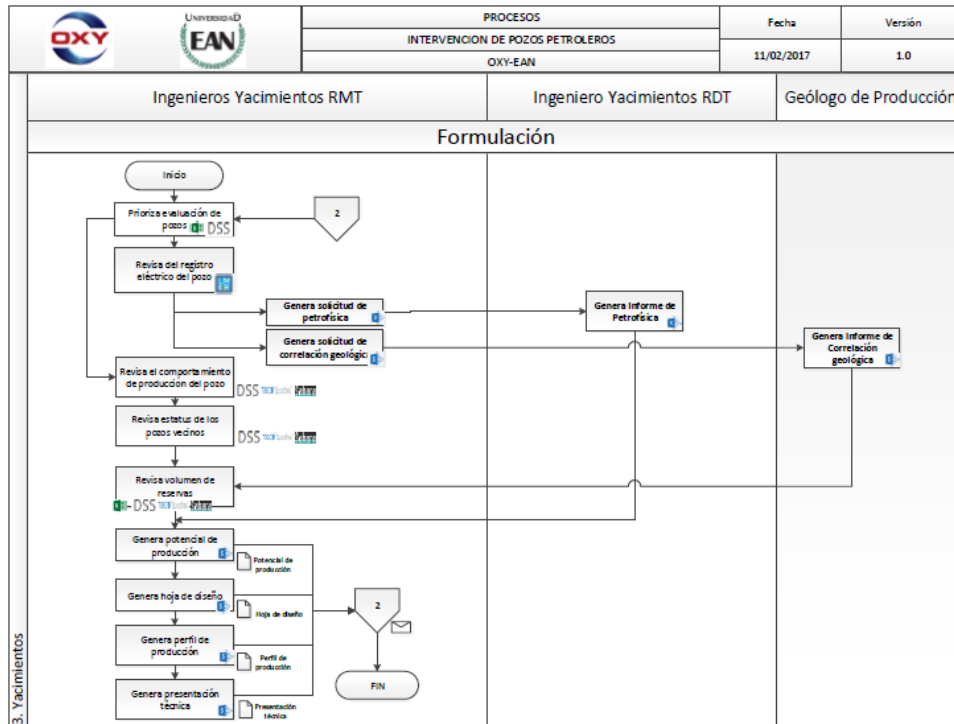 OXY
UNIVERSIDAD
EAN
PROCESOS
INTERVENCION DE POZOS PETROLEROS
OXY-EAN
Fecha
Versión
11/02/2017
1.0
Ingenieros Yacimientos RMT
Ingeniero Yacimientos RDT
Geólogo de Producción
Formulación
Inicio
Prioriza evaluación de
pozos
DSS
2
Revisa del registro
eléctrico del pozo
Genera solicitud de
petrofísica
Genera Informe de
Petrofísica
Genera solicitud de
correlación geológica
Genera Informe de
Correlación
geológica
Revisa el comportamiento
de produccion del pozo
DSS
Revisa estatus de los
pozos vecinos
DSS
Revisa volumen de
reservas
DSS
Genera potencial de
producción
Potencial de
producción
Genera hoja de diseño
Hoja de diseño
2
Genera perfil de
producción
Perfil de
producción
Genera presentación
técnica
Presentación
técnica
FIN
3. Yacimientos